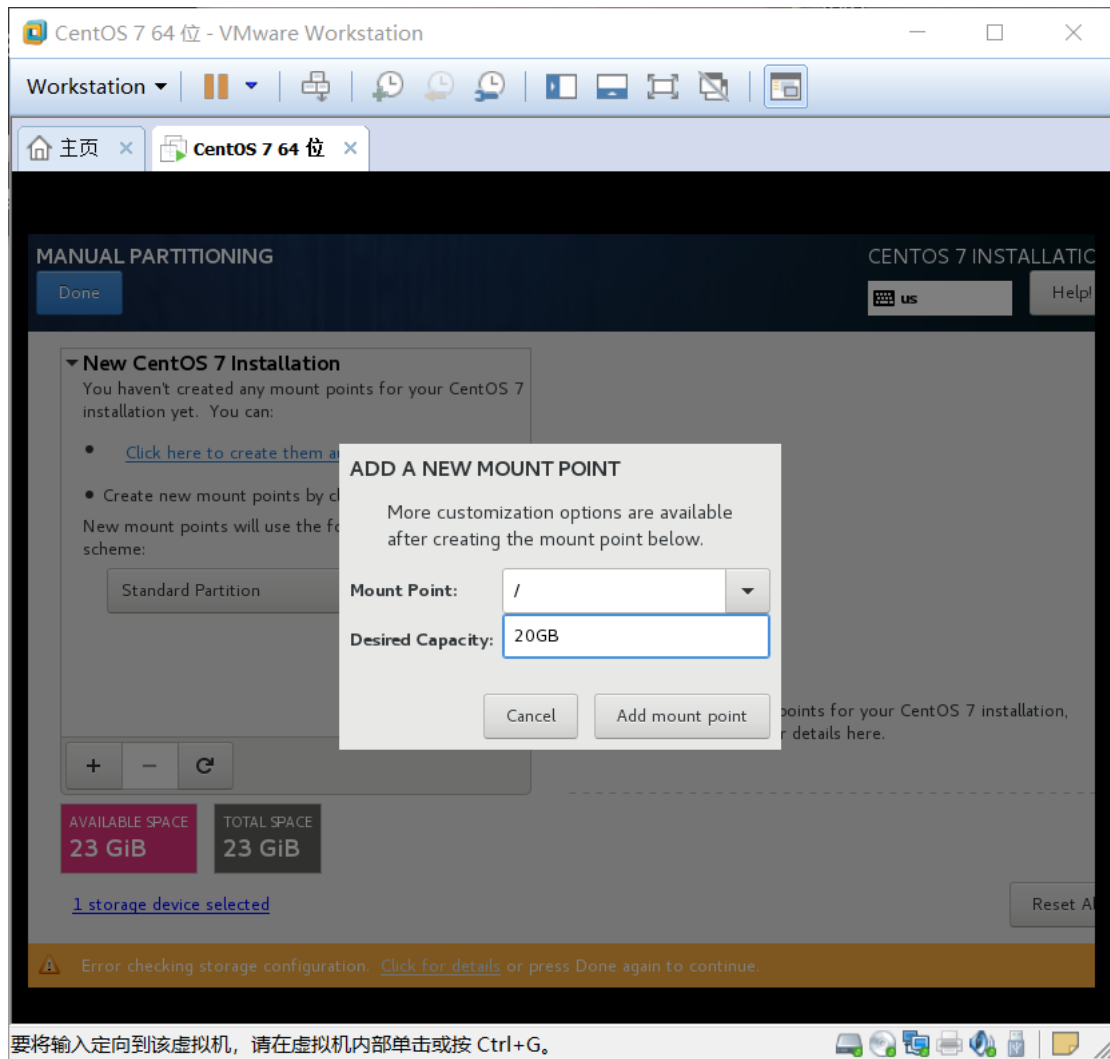 CentOS 7 64 位 - VMware Workstation
Workstation
主页
CentOS 7 64 位
MANUAL PARTITIONING
CENTOS 7 INSTALLATIO
Done
us
Help!
New CentOS 7 Installation
You haven't created any mount points for your CentOS 7
installation yet. You can:
Click here to create them a
Create new mount points by cl
New mount points will use the fo
scheme:
Standard Partition
ADD A NEW MOUNT POINT
More customization options are available
after creating the mount point below.
Mount Point: /
Desired Capacity: 20GB
Cancel Add mount point
points for your CentOS 7 installation,
r details here.
AVAILABLE SPACE
23 GiB
TOTAL SPACE
23 GiB
1 storage device selected
Reset Al
Error checking storage configuration. Click for details or press Done again to continue.
要将输入定向到该虚拟机，请在虚拟机内部单击或按 Ctrl+G。